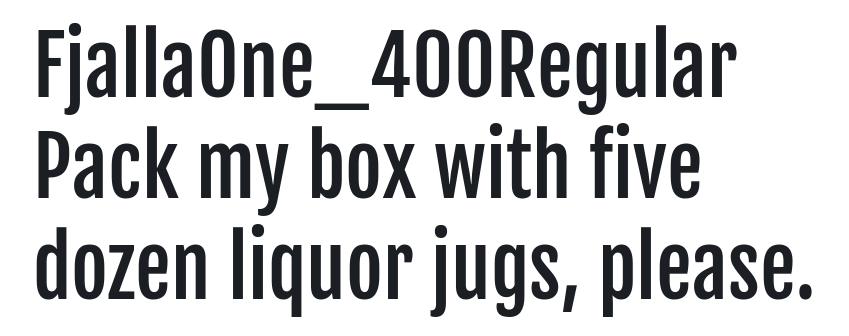 FjallaOne_400Regular
Pack my box with five
dozen liquor jugs, please.